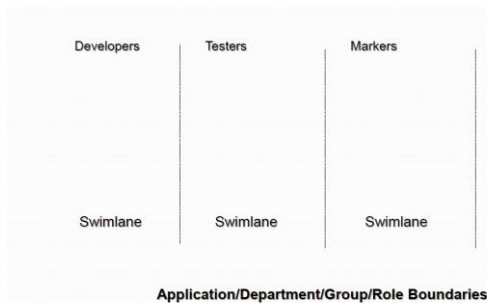 Developers Testers Markers
Swimlane Swimlane Swimlane
Application/Department/Group/Role Boundaries